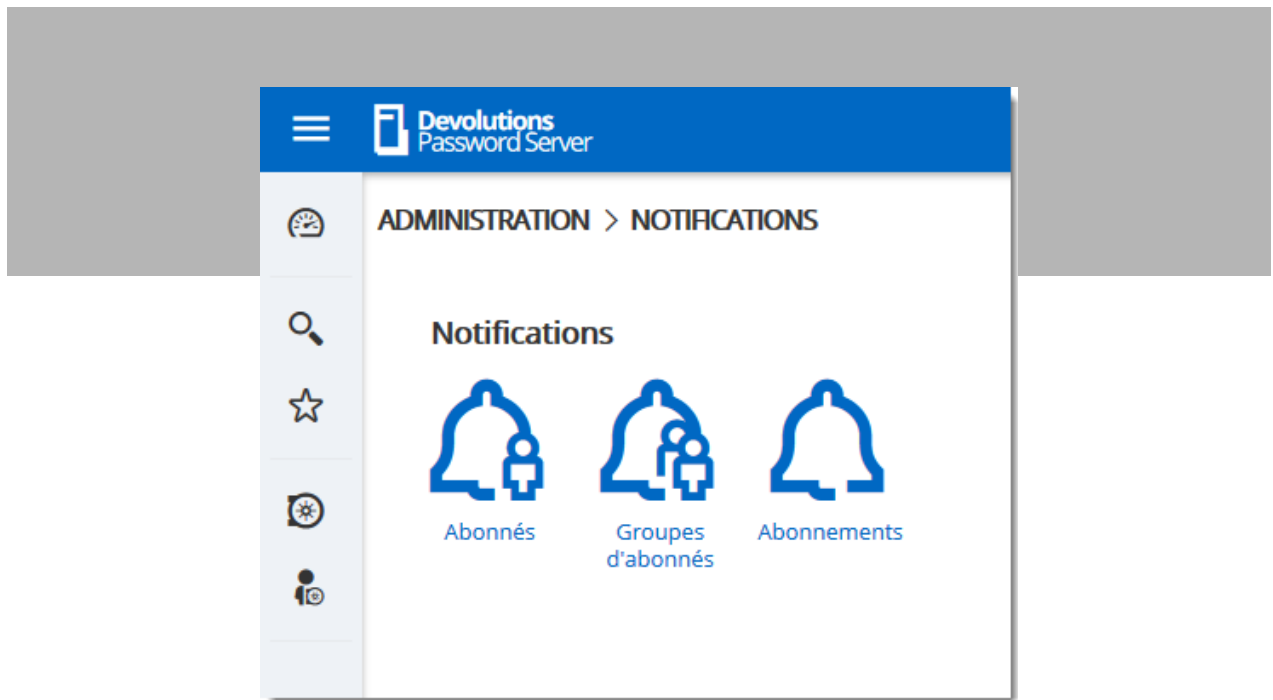 Devolutions
Password Server
ADMINISTRATION > NOTIFICATIONS
Notifications
Abonnés
Groupes
d'abonnés
Abonnements